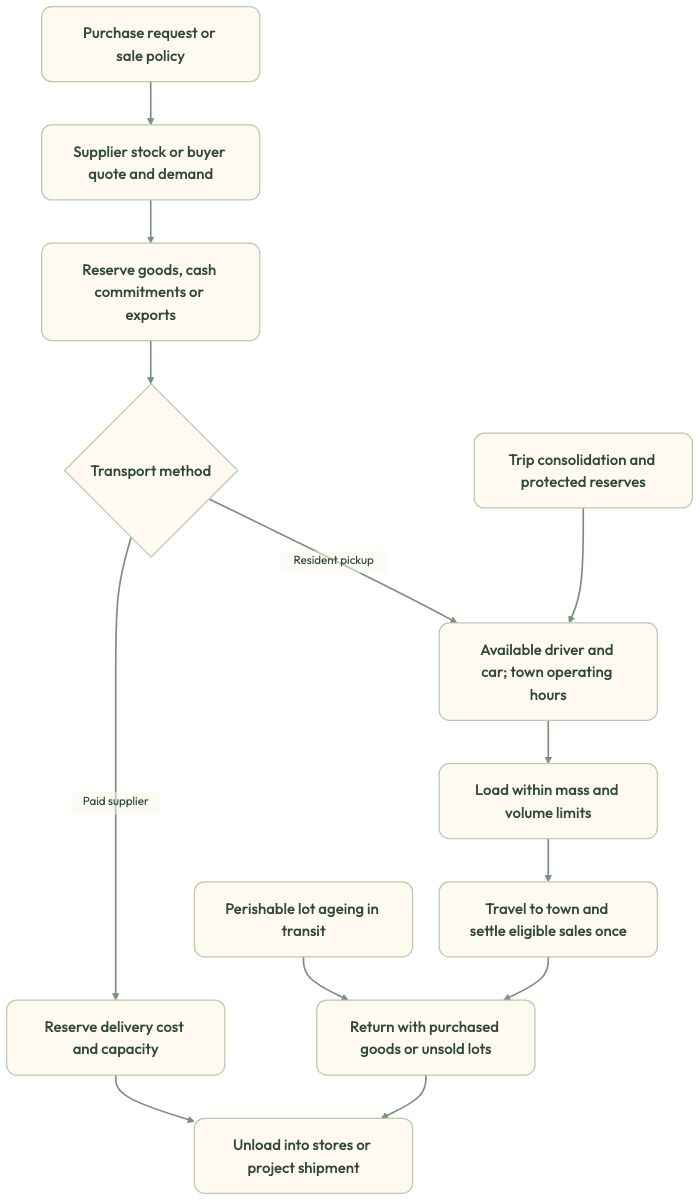 Purchase request or
sale policy
Supplier stock or buyer
quote and demand
Reserve goods, cash
commitments or
exports
Transport method
Trip consolidation and
protected reserves
Resident pickup
Available driver and
car; town operating
hours
Load within mass and
volume limits
Paid supplier
Perishable lot ageing in
transit
Travel to town and
settle eligible sales once
Reserve delivery cost
and capacity
Return with purchased
goods or unsold lots
Unload into stores or
project shipment